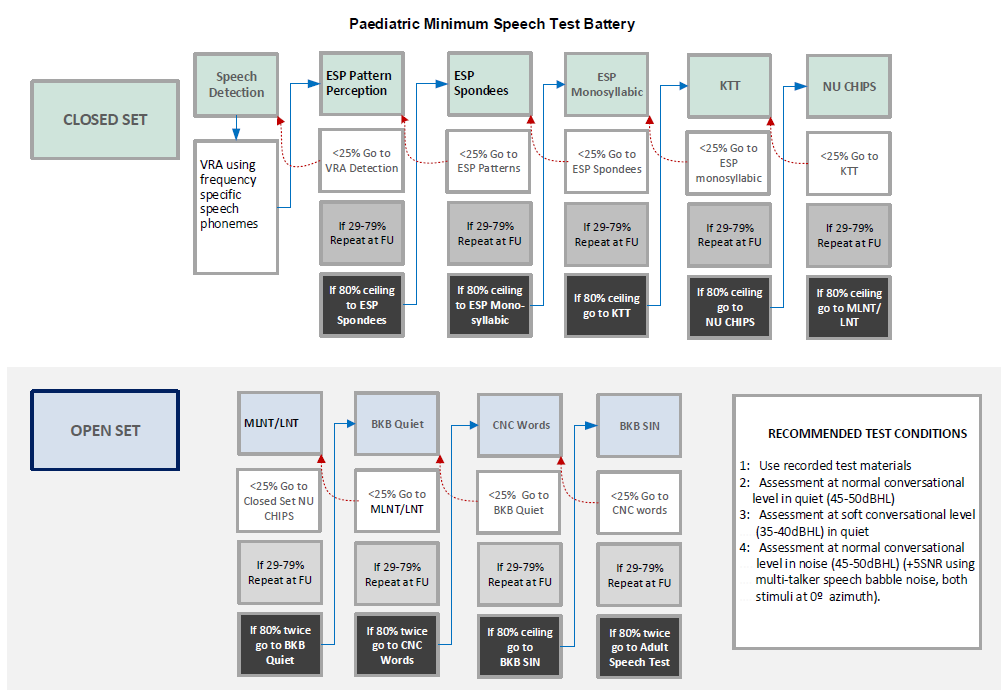 Paediatric Minimum Speech Test Battery
CLOSED SET
Speech
Detection
VRA using
frequency
specific
speech
phonemes
ESP Pattern
Perception
<25% Go to
VRA Detection
If 29-79%
Repeat at FU
If 80% ceiling
to ESP
Spondees
ESP
Spondees
<25% Go to
ESP Patterns
If 29-79%
Repeat at FU
If 80% ceiling
to ESP Mono-
syllabic
ESP
Monosyllabic
<25% Go to
ESP Spondees
If 29-79%
Repeat at FU
If 80% ceiling
go to KTT
KTT
<25% Go to
ESP
monosyllabic
If 29-79%
Repeat at FU
If 80% ceiling
go to
NU CHIPS
NU CHIPS
<25% Go to
KTT
If 29-79%
Repeat at FU
If 80% ceiling
go to MLNT/
LNT
OPEN SET
MLNT/LNT
<25% Go to
Closed Set NU
CHIPS
If 29-79%
Repeat at FU
If 80% twice
go to BKB
Quiet
BKB Quiet
<25% Go to
MLNT/LNT
If 29-79%
Repeat at FU
If 80% twice
go to CNC
Words
CNC Words
<25% Go to
BKB Quiet
If 29-79%
Repeat at FU
If 80% ceiling
go to
BKB SIN
BKB SIN
<25% Go to
CNC words
If 29-79%
Repeat at FU
If 80% twice
go to Adult
Speech Test
RECOMMENDED TEST CONDITIONS
1: Use recorded test materials
2: Assessment at normal conversational
level in quiet (45-50dBHL)
3: Assessment at soft conversational level
(35-40dBHL) in quiet
4: Assessment at normal conversational
level in noise (45-50dBHL) (+5SNR using
multi-talker speech babble noise, both
stimuli at 0º azimuth).